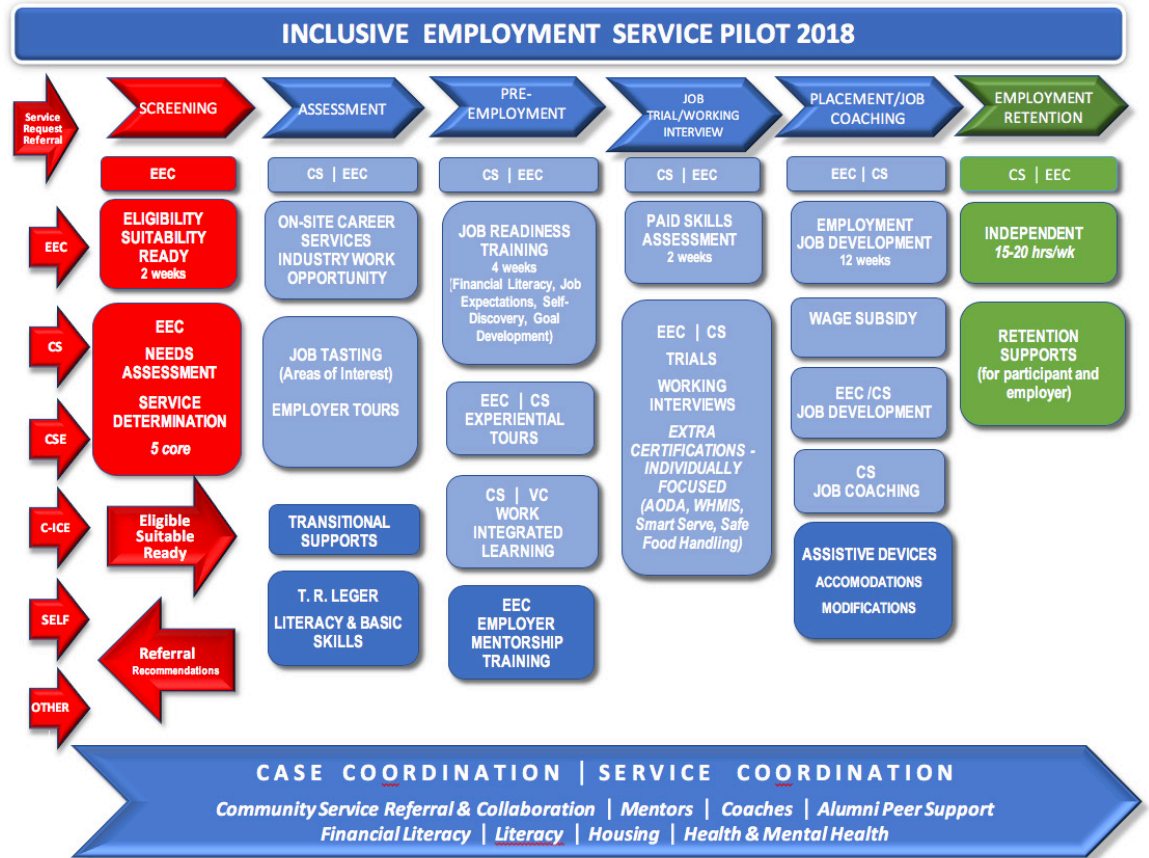 INCLUSIVE EMPLOYMENT SERVICE PILOT 2018
Service
Request
Referral
SCREENING
ASSESSMENT
PRE-
EMPLOYMENT
JOB
TRIAL/WORKING
INTERVIEW
PLACEMENT/JOB
COACHING
EMPLOYMENT
RETENTION
EEC
CS | EEC
CS | EEC
CS | EEC
EEC | CS
CS | EEC
EEC
CS
CSE
C-ICE
SELF
OTHER
ELIGIBILITY
SUITABILITY
READY
2 weeks
EEC
NEEDS
ASSESSMENT
SERVICE
DETERMINATION
5 core
Eligible
Suitable
Ready
Referral
Recommendations
ON-SITE CAREER
SERVICES
INDUSTRY WORK
OPPORTUNITY
JOB TASTING
(Areas of Interest)
EMPLOYER TOURS
TRANSITIONAL
SUPPORTS
T. R. LEGER
LITERACY & BASIC
SKILLS
JOB READINESS
TRAINING
4 weeks
(Financial Literacy, Job
Expectations, Self-
Discovery, Goal
Development)
EEC | CS
EXPERIENTIAL
TOURS
CS | VC
WORK
INTEGRATED
LEARNING
EEC
EMPLOYER
MENTORSHIP
TRAINING
PAID SKILLS
ASSESSMENT
2 weeks
EEC | CS
TRIALS
WORKING
INTERVIEWS
EXTRA
CERTIFICATIONS -
INDIVIDUALLY
FOCUSED
(AODA, WHMIS,
Smart Serve, Safe
Food Handling)
EMPLOYMENT
JOB DEVELOPMENT
12 weeks
WAGE SUBSIDY
EEC /CS
JOB DEVELOPMENT
CS
JOB COACHING
ASSISTIVE DEVICES
ACCOMODATIONS
MODIFICATIONS
INDEPENDENT
15-20 hrs/wk
RETENTION
SUPPORTS
(for participant and
employer)
CASE COORDINATION | SERVICE COORDINATION
Community Service Referral & Collaboration | Mentors | Coaches | Alumni Peer Support
Financial Literacy | Literacy | Housing | Health & Mental Health